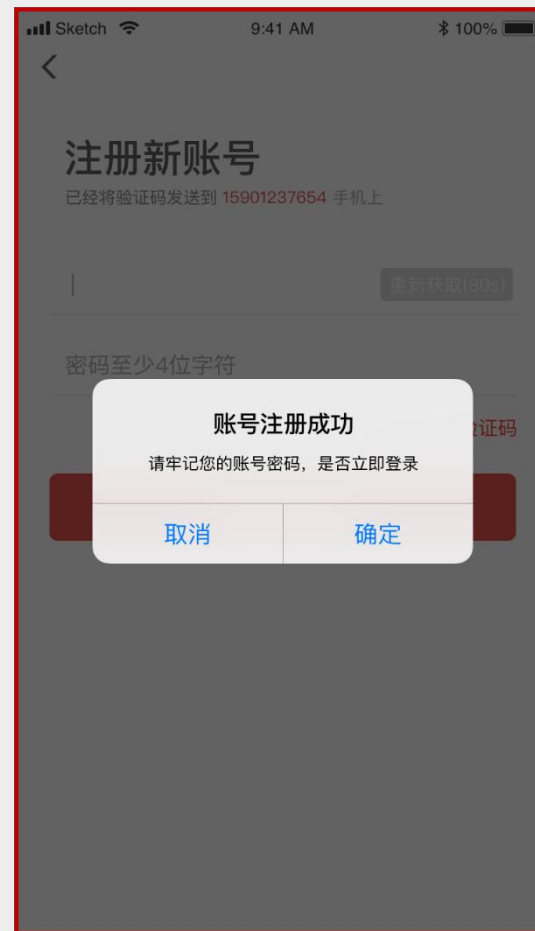 Sketch 9:41 AM 100%
注册新账号
已经将验证码发送到 15901237654 手机上
重新获取(60s)
密码至少4位字符
账号注册成功
验证码
请牢记您的账号密码，是否立即登录
取消 确定